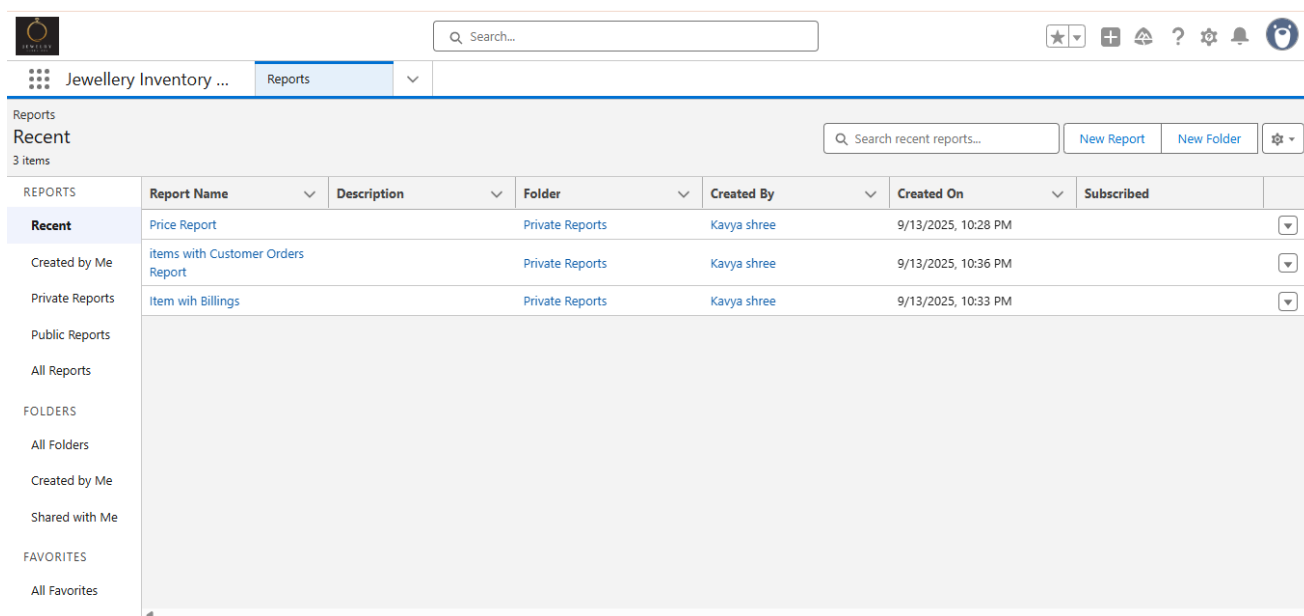 JEWELRY
Search...
Jewellery Inventory ...
Reports
Reports
Recent
3 items
Search recent reports...
New Report
New Folder
REPORTS
Recent
Created by Me
Private Reports
Public Reports
All Reports
FOLDERS
All Folders
Created by Me
Shared with Me
FAVORITES
All Favorites
Report Name Description Folder Created By Created On Subscribed
Price Report Private Reports Kavya shree 9/13/2025, 10:28 PM
items with Customer Orders
Report Private Reports Kavya shree 9/13/2025, 10:36 PM
Item wih Billings Private Reports Kavya shree 9/13/2025, 10:33 PM